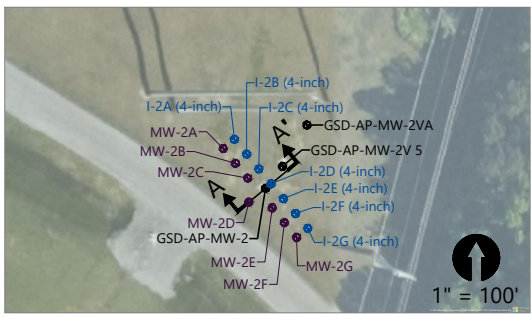 I-2B (4-inch)
I-2A (4-inch)
I-2C (4-inch)
A'
GSD-AP-MW-2VA
MW-2A
GSD-AP-MW-2V 5
MW-2B
MW-2C
I-2D (4-inch)
A
I-2E (4-inch)
I-2F (4-inch)
MW-2D
I-2G (4-inch)
GSD-AP-MW-2
MW-2E
MW-2G
MW-2F
1" = 100'